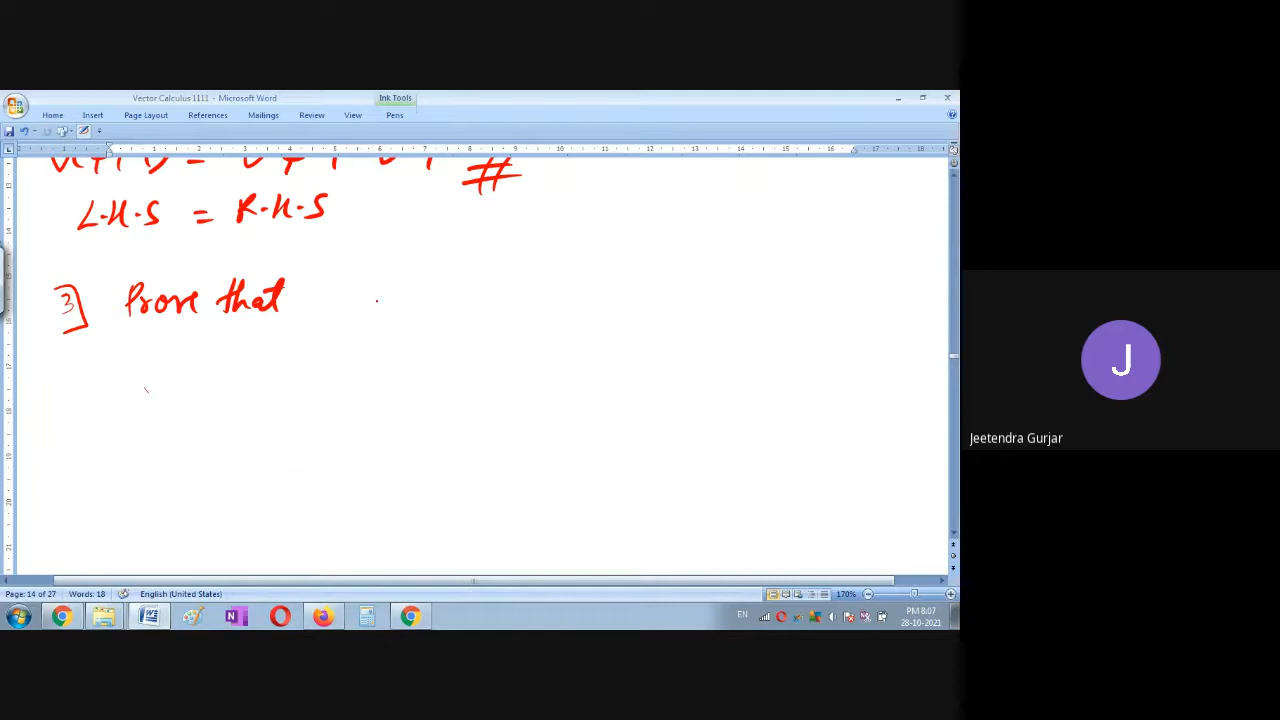 Vector Calculus 1111 - Microsoft Word
Ink Tools
Home Insert Page Layout References Mailings Review View Pens
L.H.S = R.H.S
3] Prove that
J
Jeetendra Gurjar
Page: 14 of 27 Words: 18 English (United States) 170%
EN PM 8:07
28-10-2021